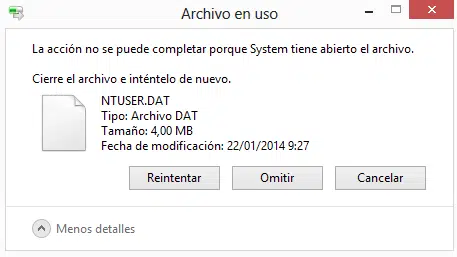 Archivo en uso
La acción no se puede completar porque System tiene abierto el archivo.
Cierre el archivo e inténtelo de nuevo.
NTUSER.DAT
Tipo: Archivo DAT
Tamaño: 4,00 MB
Fecha de modificación: 22/01/2014 9:27
Reintentar
Omitir
Cancelar
Menos detalles